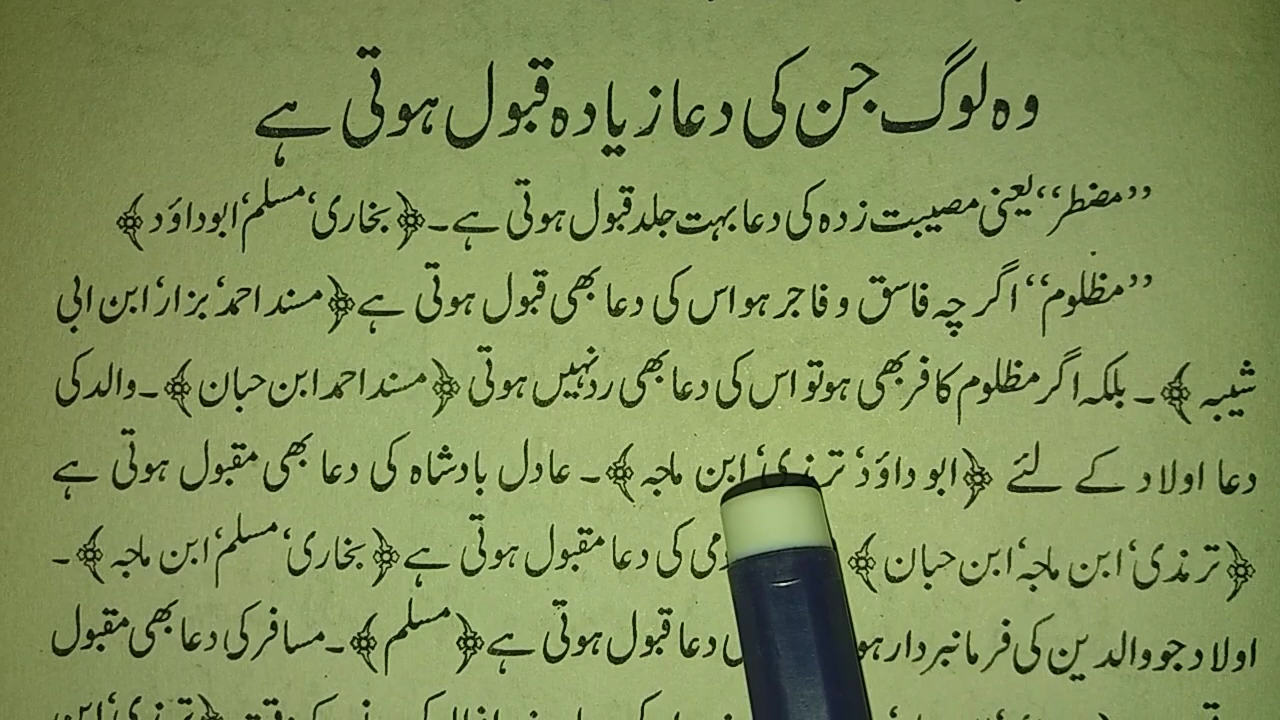 وہ لوگ جن کی دعا زیادہ قبول ہوتی ہے
”مضطر“ یعنی مصیبت زدہ کی دعا بہت جلد قبول ہوتی ہے۔﴿بخاری‘ مسلم‘ ابوداؤد﴾
”مظلوم“ اگرچہ فاسق و فاجر ہو اس کی دعا بھی قبول ہوتی ہے﴿مسند احمد‘ بزار‘ ابن ابی
شیبہ﴾۔ بلکہ اگر مظلوم کافر بھی ہوتو اس کی دعا بھی رد نہیں ہوتی ﴿مسند احمد ابن حبان﴾۔ والد کی
دعا اولاد کے لئے ﴿ابو داؤد‘ ترمذی‘ ابن ماجہ﴾۔ عادل بادشاہ کی دعا بھی مقبول ہوتی ہے
﴿ترمذی‘ ابن ماجہ‘ ابن حبان﴾ کی دعا مقبول ہوتی ہے﴿بخاری‘ مسلم‘ ابن ماجہ﴾۔
اولاد جو والدین کی فرمانبردار ہو دعا قبول ہوتی ہے﴿مسلم﴾۔ مسافر کی دعا بھی مقبول